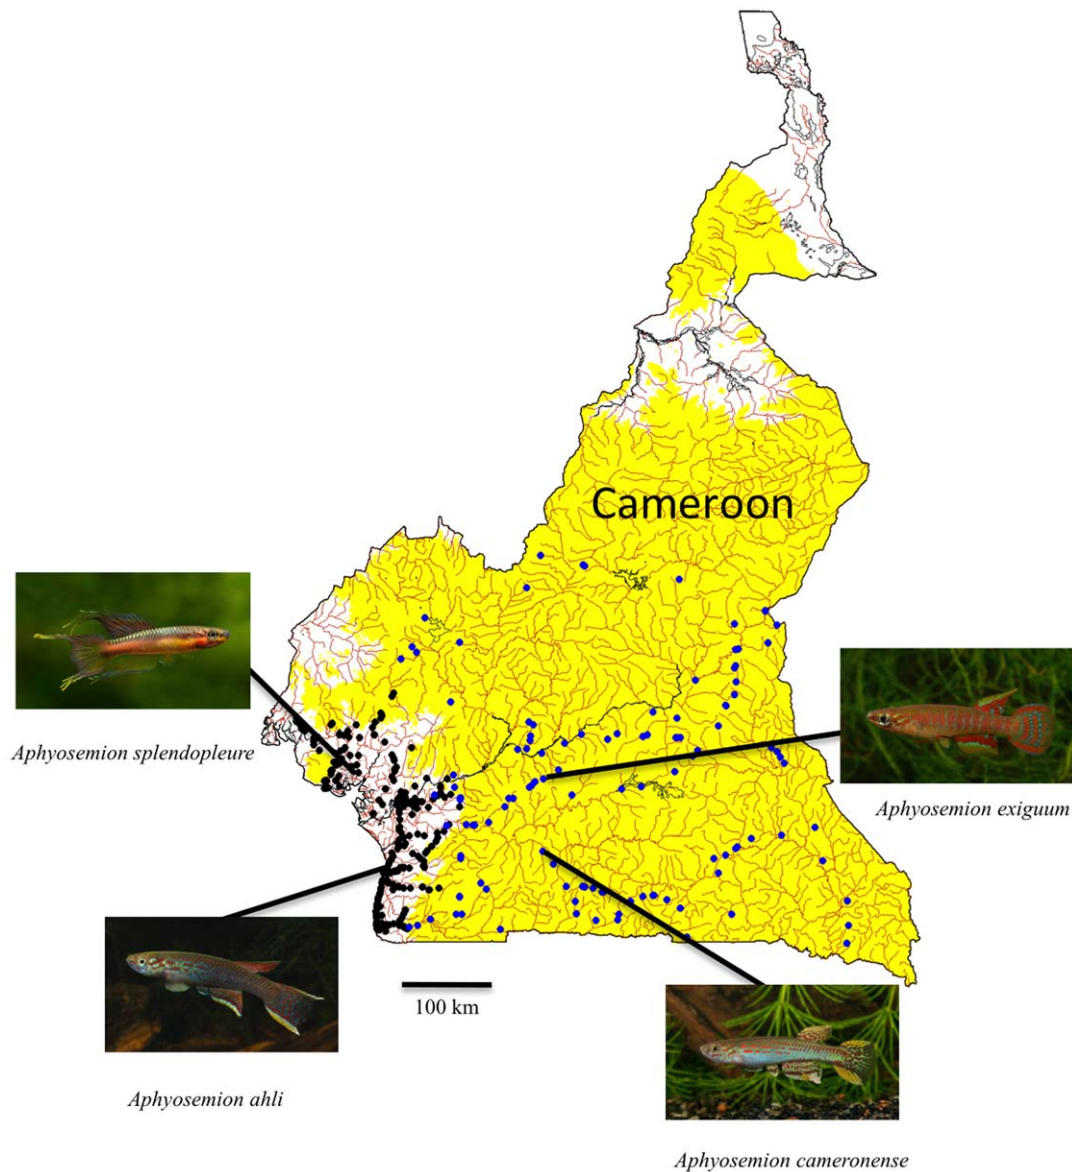 Cameroon
Aphyosemion splendopleure
Aphyosemion exiguum
100 km
Aphyosemion ahli
Aphyosemion cameronense